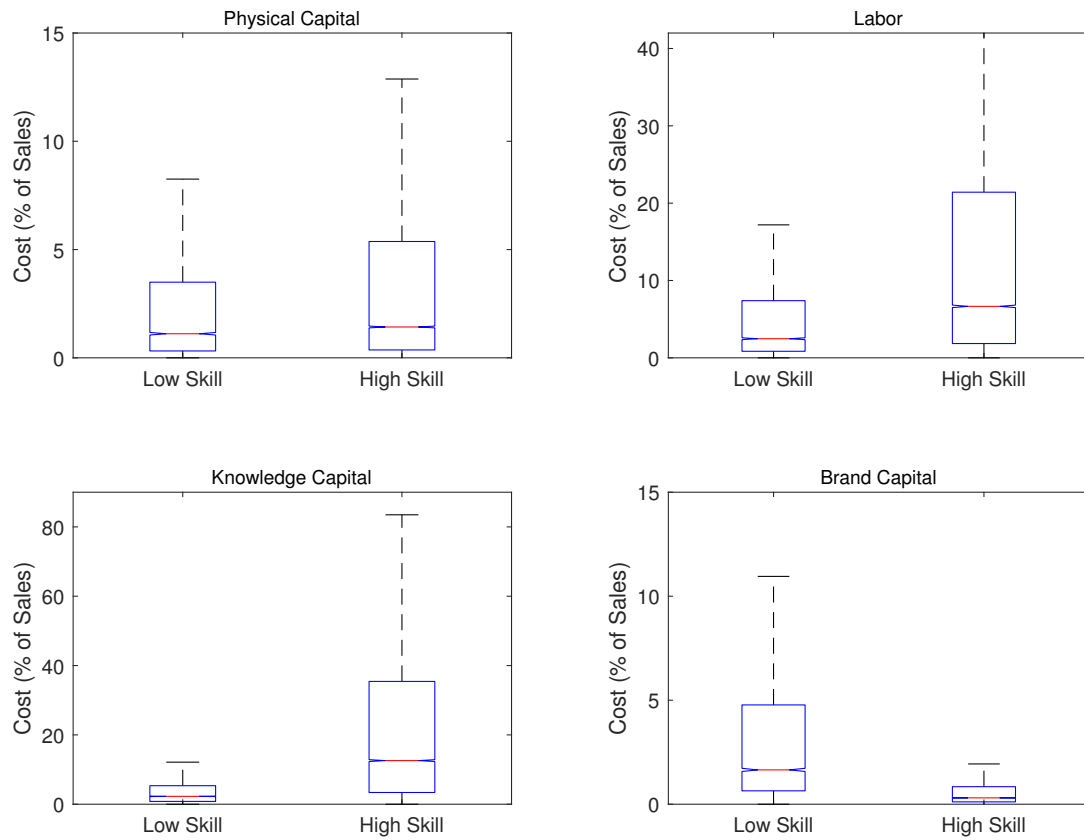 Physical Capital
Cost (% of Sales)
15
10
5
0
Low Skill
High Skill
Labor
Cost (% of Sales)
40
30
20
10
0
Low Skill
High Skill
Knowledge Capital
Cost (% of Sales)
80
60
40
20
0
Low Skill
High Skill
Brand Capital
Cost (% of Sales)
15
10
5
0
Low Skill
High Skill